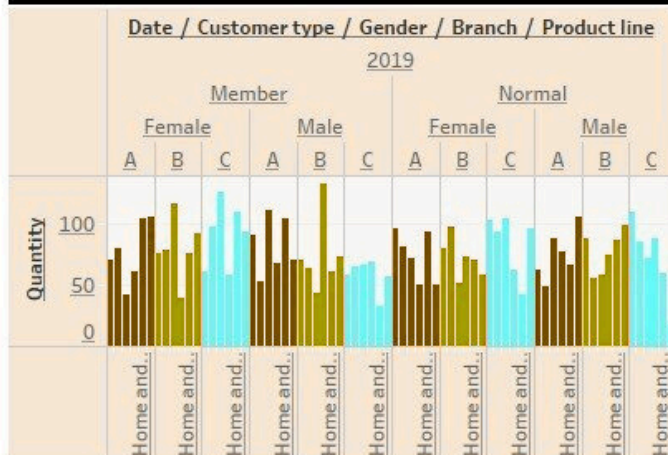 Date / Customer type / Gender / Branch / Product line
2019
Member Normal
Female Male Female Male
A B C A B C A B C A B C
Quantity
100
50
0
Home and.. Home and.. Home and.. Home and.. Home and.. Home and.. Home and.. Home and.. Home and.. Home and.. Home and.. Home and..